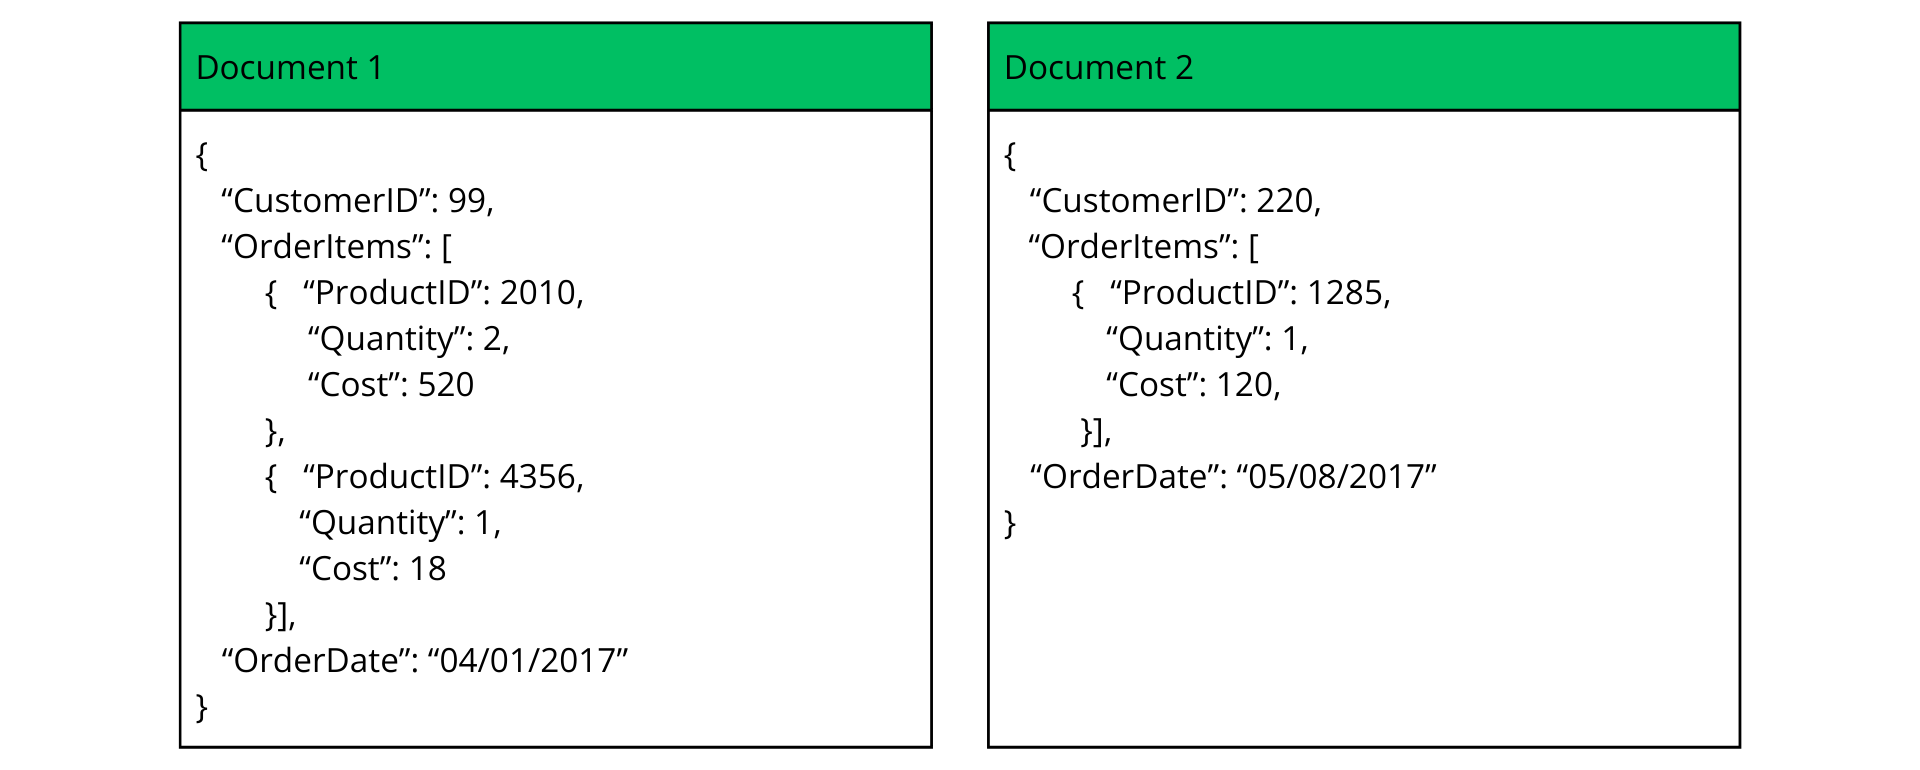 Document 1
{
“CustomerID”: 99,
“OrderItems”: [
{ “ProductID”: 2010,
“Quantity”: 2,
“Cost”: 520
},
{ “ProductID”: 4356,
“Quantity”: 1,
“Cost”: 18
}],
“OrderDate”: “04/01/2017”
}
Document 2
{
“CustomerID”: 220,
“OrderItems”: [
{ “ProductID”: 1285,
“Quantity”: 1,
“Cost”: 120,
}],
“OrderDate”: “05/08/2017”
}